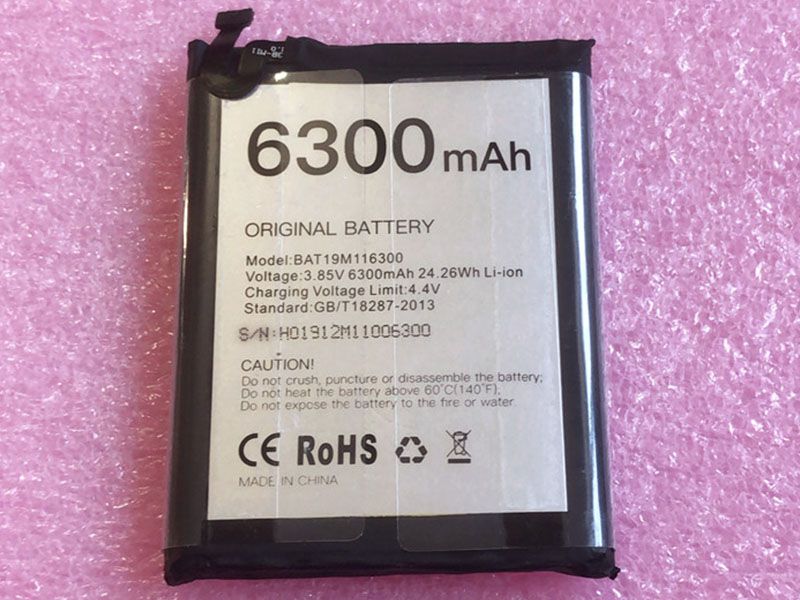 6300mAh
ORIGINAL BATTERY
Model:BAT19M116300
Voltage:3.85V 6300mAh 24.26Wh Li-ion
Charging Voltage Limit:4.4V
Standard:GB/T18287-2013
S/N:H01912M11006300
CAUTION!
Do not crush, puncture or disassemble the battery;
Do not heat the battery above 60°C(140°F);
Do not expose the battery to the fire or water.
CE RoHS
MADE IN CHINA